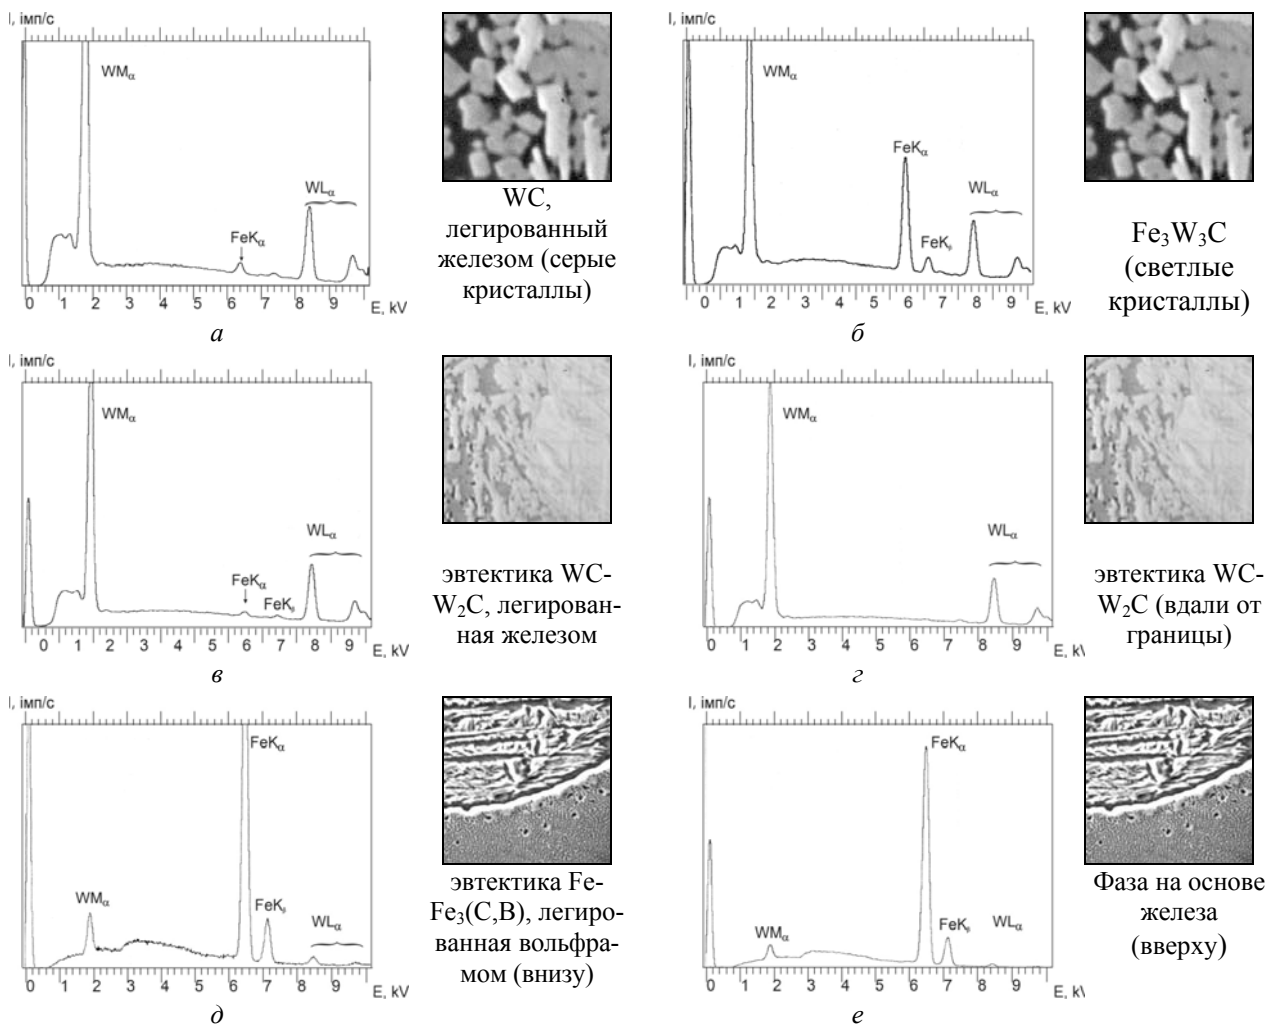 I, імп/с
WMα
FeKα
WLα
0 1 2 3 4 5 6 7 8 9
E, kV
а
WC,
легированный
железом (серые
кристаллы)
I, імп/с
WMα
FeKα
FeKβ
WLα
0 1 2 3 4 5 6 7 8 9
E, kV
б
Fe3W3C
(светлые
кристаллы)
I, імп/с
WMα
FeKα
FeKβ
WLα
0 1 2 3 4 5 6 7 8 9
E, kV
в
эвтектика WC-
W2C, легирован-
ная железом
I, імп/с
WMα
WLα
0 1 2 3 4 5 6 7 8 9
E, kV
г
эвтектика WC-
W2C (вдали от
границы)
I, імп/с
WMα
FeKα
FeKβ
WLα
0 1 2 3 4 5 6 7 8 9
E, kV
д
эвтектика Fe-
Fe3(C,B), легиро-
ванная вольфра-
мом (внизу)
I, імп/с
WMα
FeKα
FeKβ
WLα
0 1 2 3 4 5 6 7 8 9
E, kV
е
Фаза на основе
железа
(вверху)